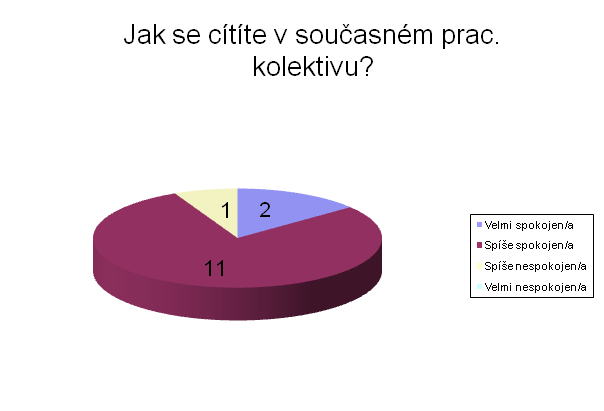 Jak se cítíte v současném prac.
kolektivu?
1
2
11
Velmi spokojen/a
Spíše spokojen/a
Spíše nespokojen/a
Velmi nespokojen/a